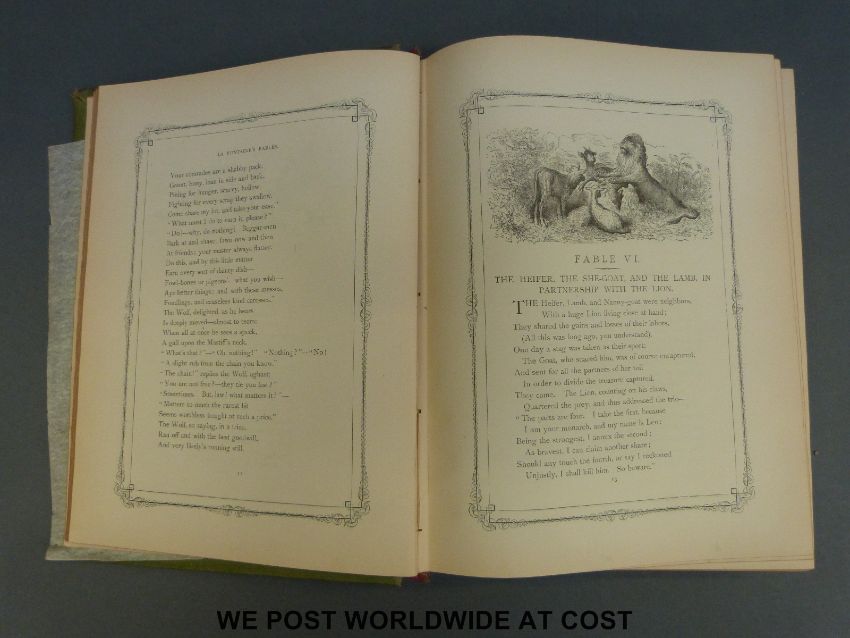 LA FONTAINE'S FABLES.
Your comrades are a shabby pack,
Gaunt, bony, lean in side and back,
Pining for hunger, scurvy, hollow,
Fighting for every scrap they swallow.
Come share my lot, and take your ease."
"What must I do to earn it, please?"
"Do?—why, do nothing! Beggar-men
Bark at and chase; fawn now and then
At friends; your master always flatter.
Do this, and by this little matter
Earn every sort of dainty dish—
Fowl-bones or pigeons'—what you wish—
Aye, better things; and with these messes,
Fondlings, and ceaseless kind caresses."
The Wolf, delighted, as he hears
Is deeply moved—almost to tears;
When all at once he sees a speck,
A gall upon the Mastiff's neck.
"What's that?"—"Oh, nothing!" "Nothing?"—"No!"
"A slight rub from the chain you know."
"The chain!" replies the Wolf, aghast;
"You are not free?—they tie you fast?"
"Sometimes. But, law! what matters it?"—
"Matters so much, the rarest bit
Seems worthless bought at such a price."
The Wolf, so saying, in a trice,
Ran off, and with the best goodwill,
And very likely's running still.
FABLE VI.
THE HEIFER, THE SHE-GOAT, AND THE LAMB, IN
PARTNERSHIP WITH THE LION.
THE Heifer, Lamb, and Nanny-goat were neighbors,
With a huge Lion living close at hand;
They shared the gains and losses of their labors,
(All this was long ago, you understand).
One day a stag was taken as their sport;
The Goat, who snared him, was of course enraptured,
And sent for all the partners of her toil
In order to divide the treasure captured.
They came. The Lion, counting on his claws,
Quartered the prey, and thus addressed the trio—
"The parts are four. I take the first, because
I am your monarch, and my name is Leo:
Being the strongest, I annex the second;
As bravest, I can claim another share;
Should any touch the fourth, or say I reckoned
Unjustly, I shall kill him. So beware."
13
WE POST WORLDWIDE AT COST